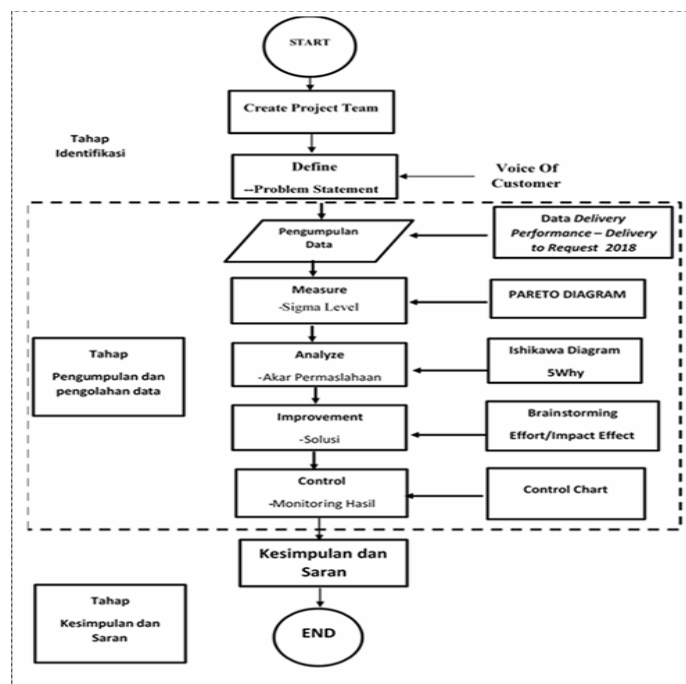 START
Create Project Team
Tahap
Identifikasi
Define
--Problem Statement
Voice Of
Customer
Pengumpulan
Data
Data Delivery
Performance – Delivery
to Request 2018
Measure
-Sigma Level
PARETO DIAGRAM
Tahap
Pengumpulan dan
pengolahan data
Analyze
-Akar Permaslahaan
Ishikawa Diagram
5Why
Improvement
-Solusi
Brainstorming
Effort/Impact Effect
Control
-Monitoring Hasil
Control Chart
Kesimpulan dan
Saran
Tahap
Kesimpulan dan
Saran
END